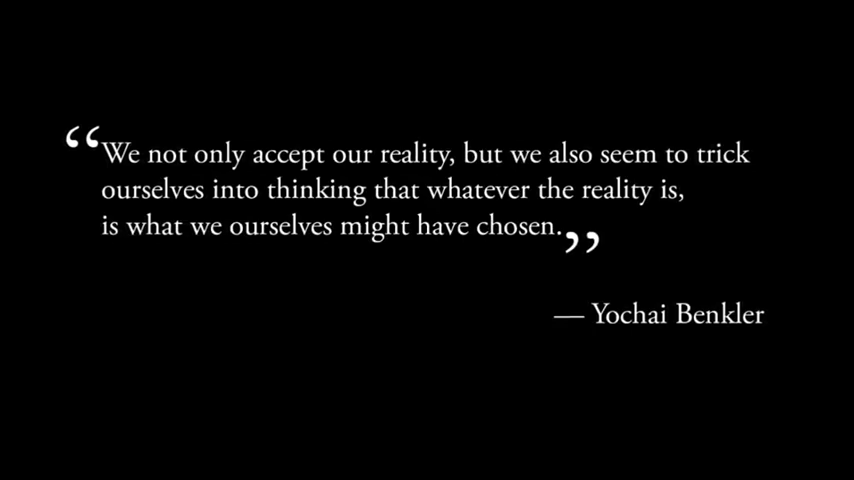 “We not only accept our reality, but we also seem to trick
ourselves into thinking that whatever the reality is,
is what we ourselves might have chosen.”
— Yochai Benkler